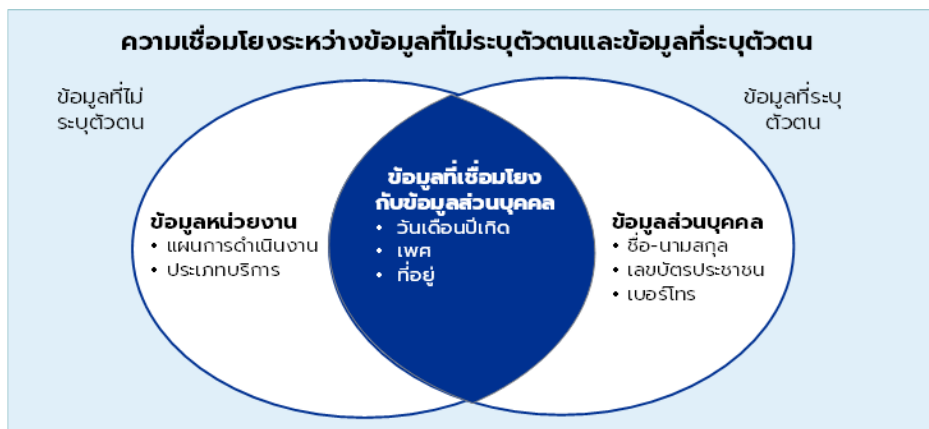 ความเชื่อมโยงระหว่างข้อมูลที่ไม่ระบุตัวตนและข้อมูลที่ระบุตัวตน
ข้อมูลที่ไม่
ระบุตัวตน
ข้อมูลที่ระบุ
ตัวตน
ข้อมูลหน่วยงาน
• แผนการดำเนินงาน
• ประเภทบริการ
ข้อมูลที่เชื่อมโยง
กับข้อมูลส่วนบุคคล
• วันเดือนปีเกิด
• เพศ
• ที่อยู่
ข้อมูลส่วนบุคคล
• ชื่อ-นามสกุล
• เลขบัตรประชาชน
• เบอร์โทร